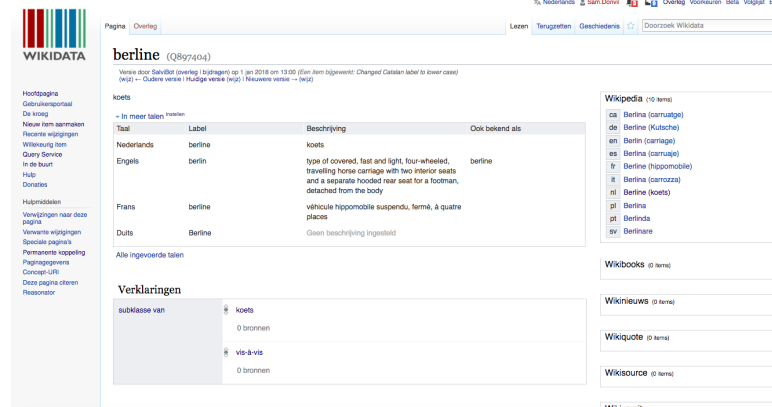 Nederlands Sam.Donvil Overleg Voorkeuren Beta Volglijst
WIKIDATA
Pagina Overleg
Lezen Terugzetten Geschiedenis Doorzoek Wikidata
berline (Q897404)
Versie door SalviBot (overleg | bijdragen) op 1 jan 2018 om 13:00 (Een item bijgewerkt: Changed Catalan label to lower case)
(wijz) ← Oudere versie | Huidige versie (wijz) | Nieuwere versie → (wijz)
koets
In meer talen Instellen
Taal Label Beschrijving Ook bekend als
Nederlands berline koets
Engels berlin type of covered, fast and light, four-wheeled, berline
travelling horse carriage with two interior seats
and a separate hooded rear seat for a footman,
detached from the body
Frans berline véhicule hippomobile suspendu, fermé, à quatre
places
Duits Berline Geen beschrijving ingesteld
Alle ingevoerde talen
Verklaringen
subklasse van koets
0 bronnen
vis-à-vis
0 bronnen
Hoofdpagina
Gebruikersportaal
De kroeg
Nieuw item aanmaken
Recente wijzigingen
Willekeurig item
Query Service
In de buurt
Hulp
Donaties
Hulpmiddelen
Verwijzingen naar deze
pagina
Verwante wijzigingen
Speciale pagina's
Permanente koppeling
Paginagegevens
Concept-URI
Deze pagina citeren
Reasonator
Wikipedia (10 items)
ca Berlina (carruatge)
de Berline (Kutsche)
en Berlin (carriage)
es Berlina (carruaje)
fr Berline (hippomobile)
it Berlina (carrozza)
nl Berline (koets)
pl Berlina
pt Berlinda
sv Berlinare
Wikibooks (0 items)
Wikinieuws (0 items)
Wikiquote (0 items)
Wikisource (0 items)